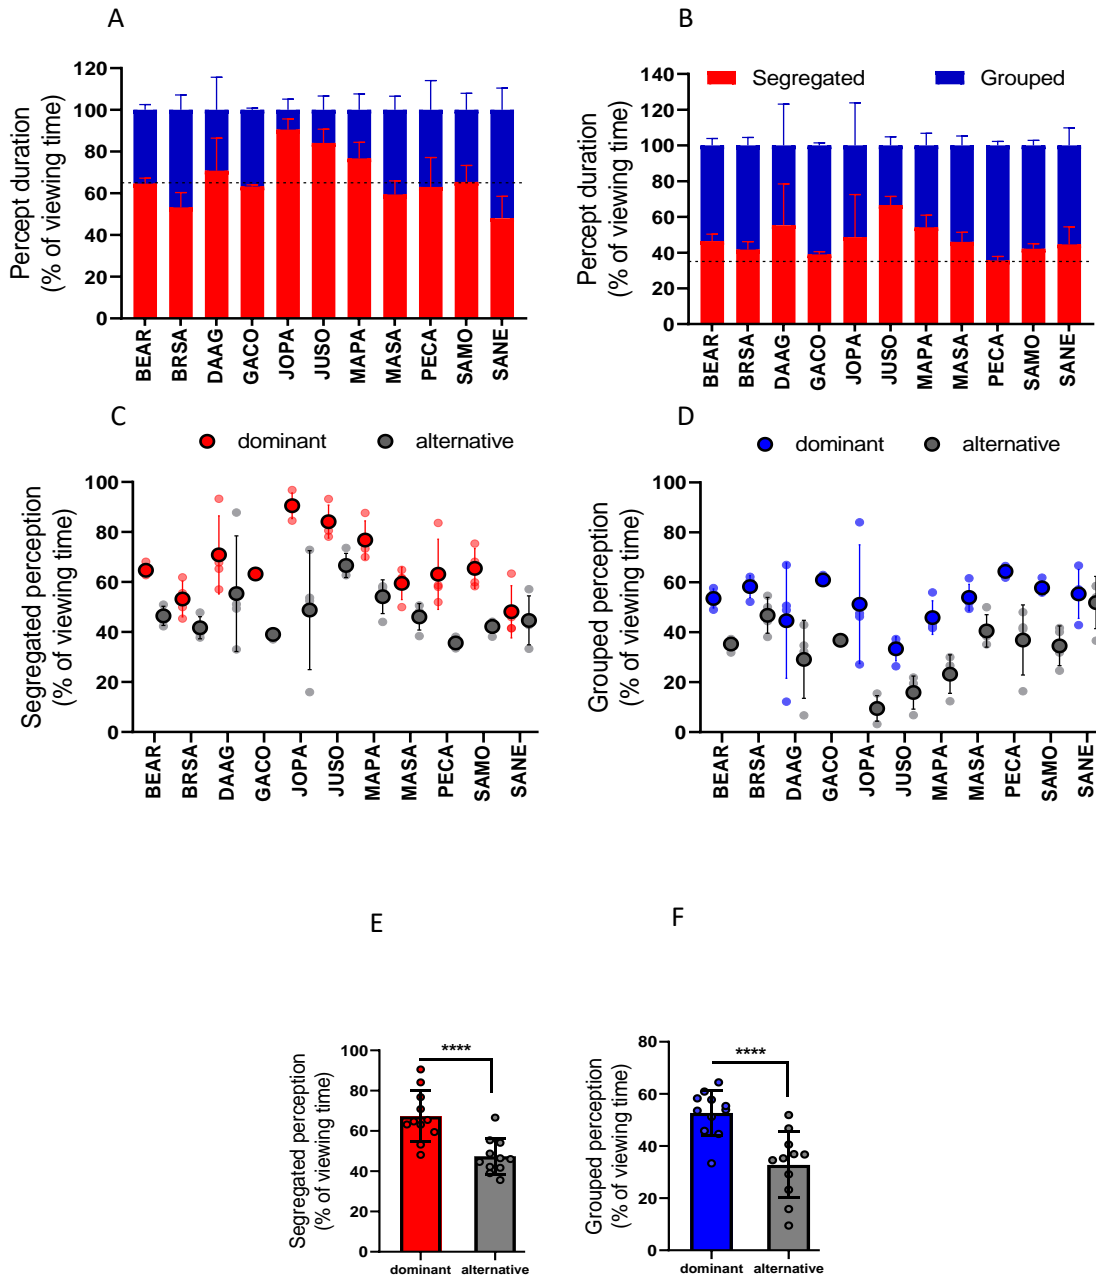 A
Percept duration
(% of viewing time)
120
100
80
60
40
20
0
BEAR
BRSA
DAAG
GACO
JOPA
JUSO
MAPA
MASA
PECA
SAMO
SANE
B
Segregated
Grouped
Percept duration
(% of viewing time)
140
120
100
80
60
40
20
0
BEAR
BRSA
DAAG
GACO
JOPA
JUSO
MAPA
MASA
PECA
SAMO
SANE
C
dominant
alternative
Segregated perception
(% of viewing time)
100
80
60
40
20
0
BEAR
BRSA
DAAG
GACO
JOPA
JUSO
MAPA
MASA
PECA
SAMO
SANE
D
dominant
alternative
Grouped perception
(% of viewing time)
100
80
60
40
20
0
BEAR
BRSA
DAAG
GACO
JOPA
JUSO
MAPA
MASA
PECA
SAMO
SANE
E
Segregated perception
(% of viewing time)
100
80
60
40
20
0
****
dominant
alternative
F
Grouped perception
(% of viewing time)
80
60
40
20
0
****
dominant
alternative